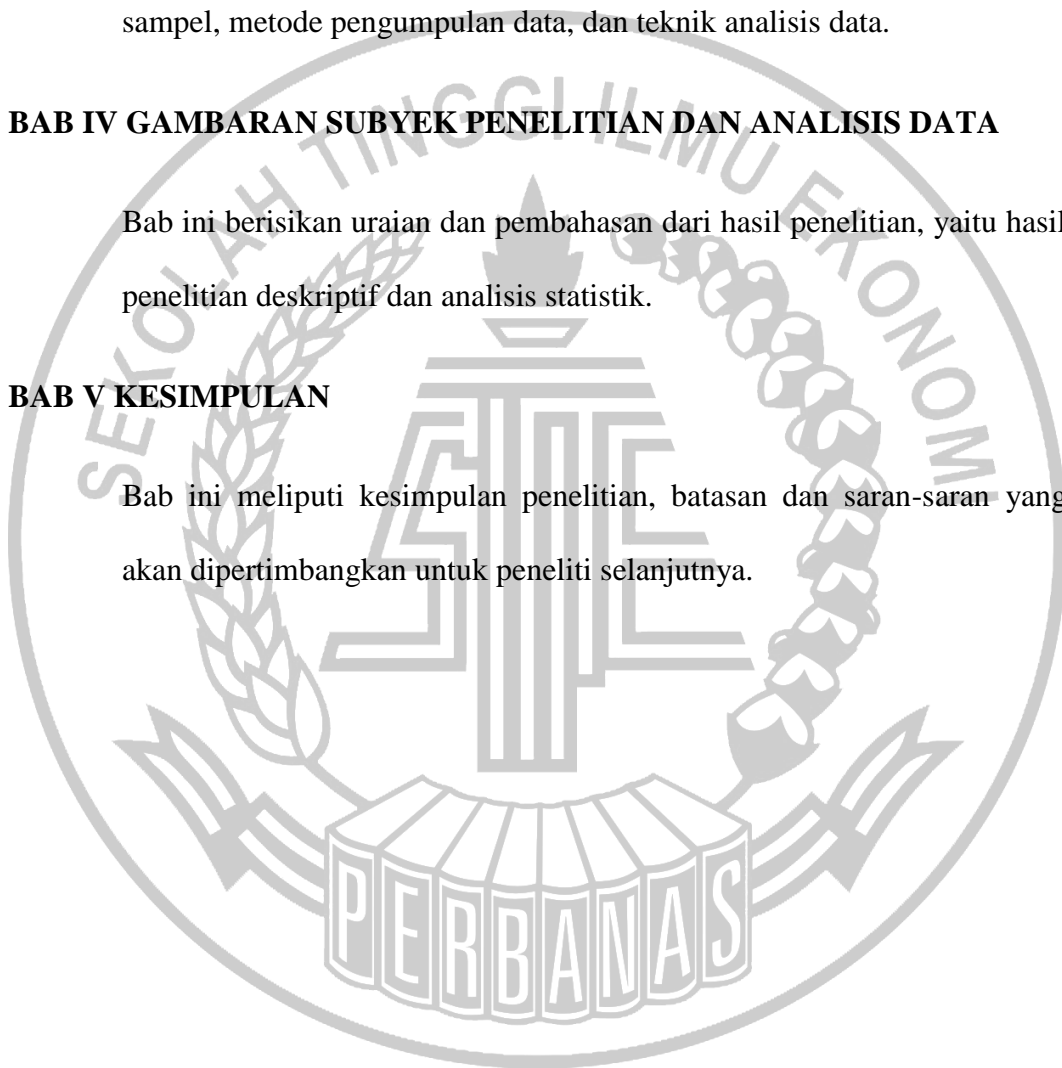 sampel, metode pengumpulan data, dan teknik analisis data.
BAB IV GAMBARAN SUBYEK PENELITIAN DAN ANALISIS DATA
Bab ini berisikan uraian dan pembahasan dari hasil penelitian, yaitu hasil
penelitian deskriptif dan analisis statistik.
BAB V KESIMPULAN
Bab ini meliputi kesimpulan penelitian, batasan dan saran-saran yang
akan dipertimbangkan untuk peneliti selanjutnya.
SEKOLAH TINGGI ILMU EKONOMI
PERBANAS